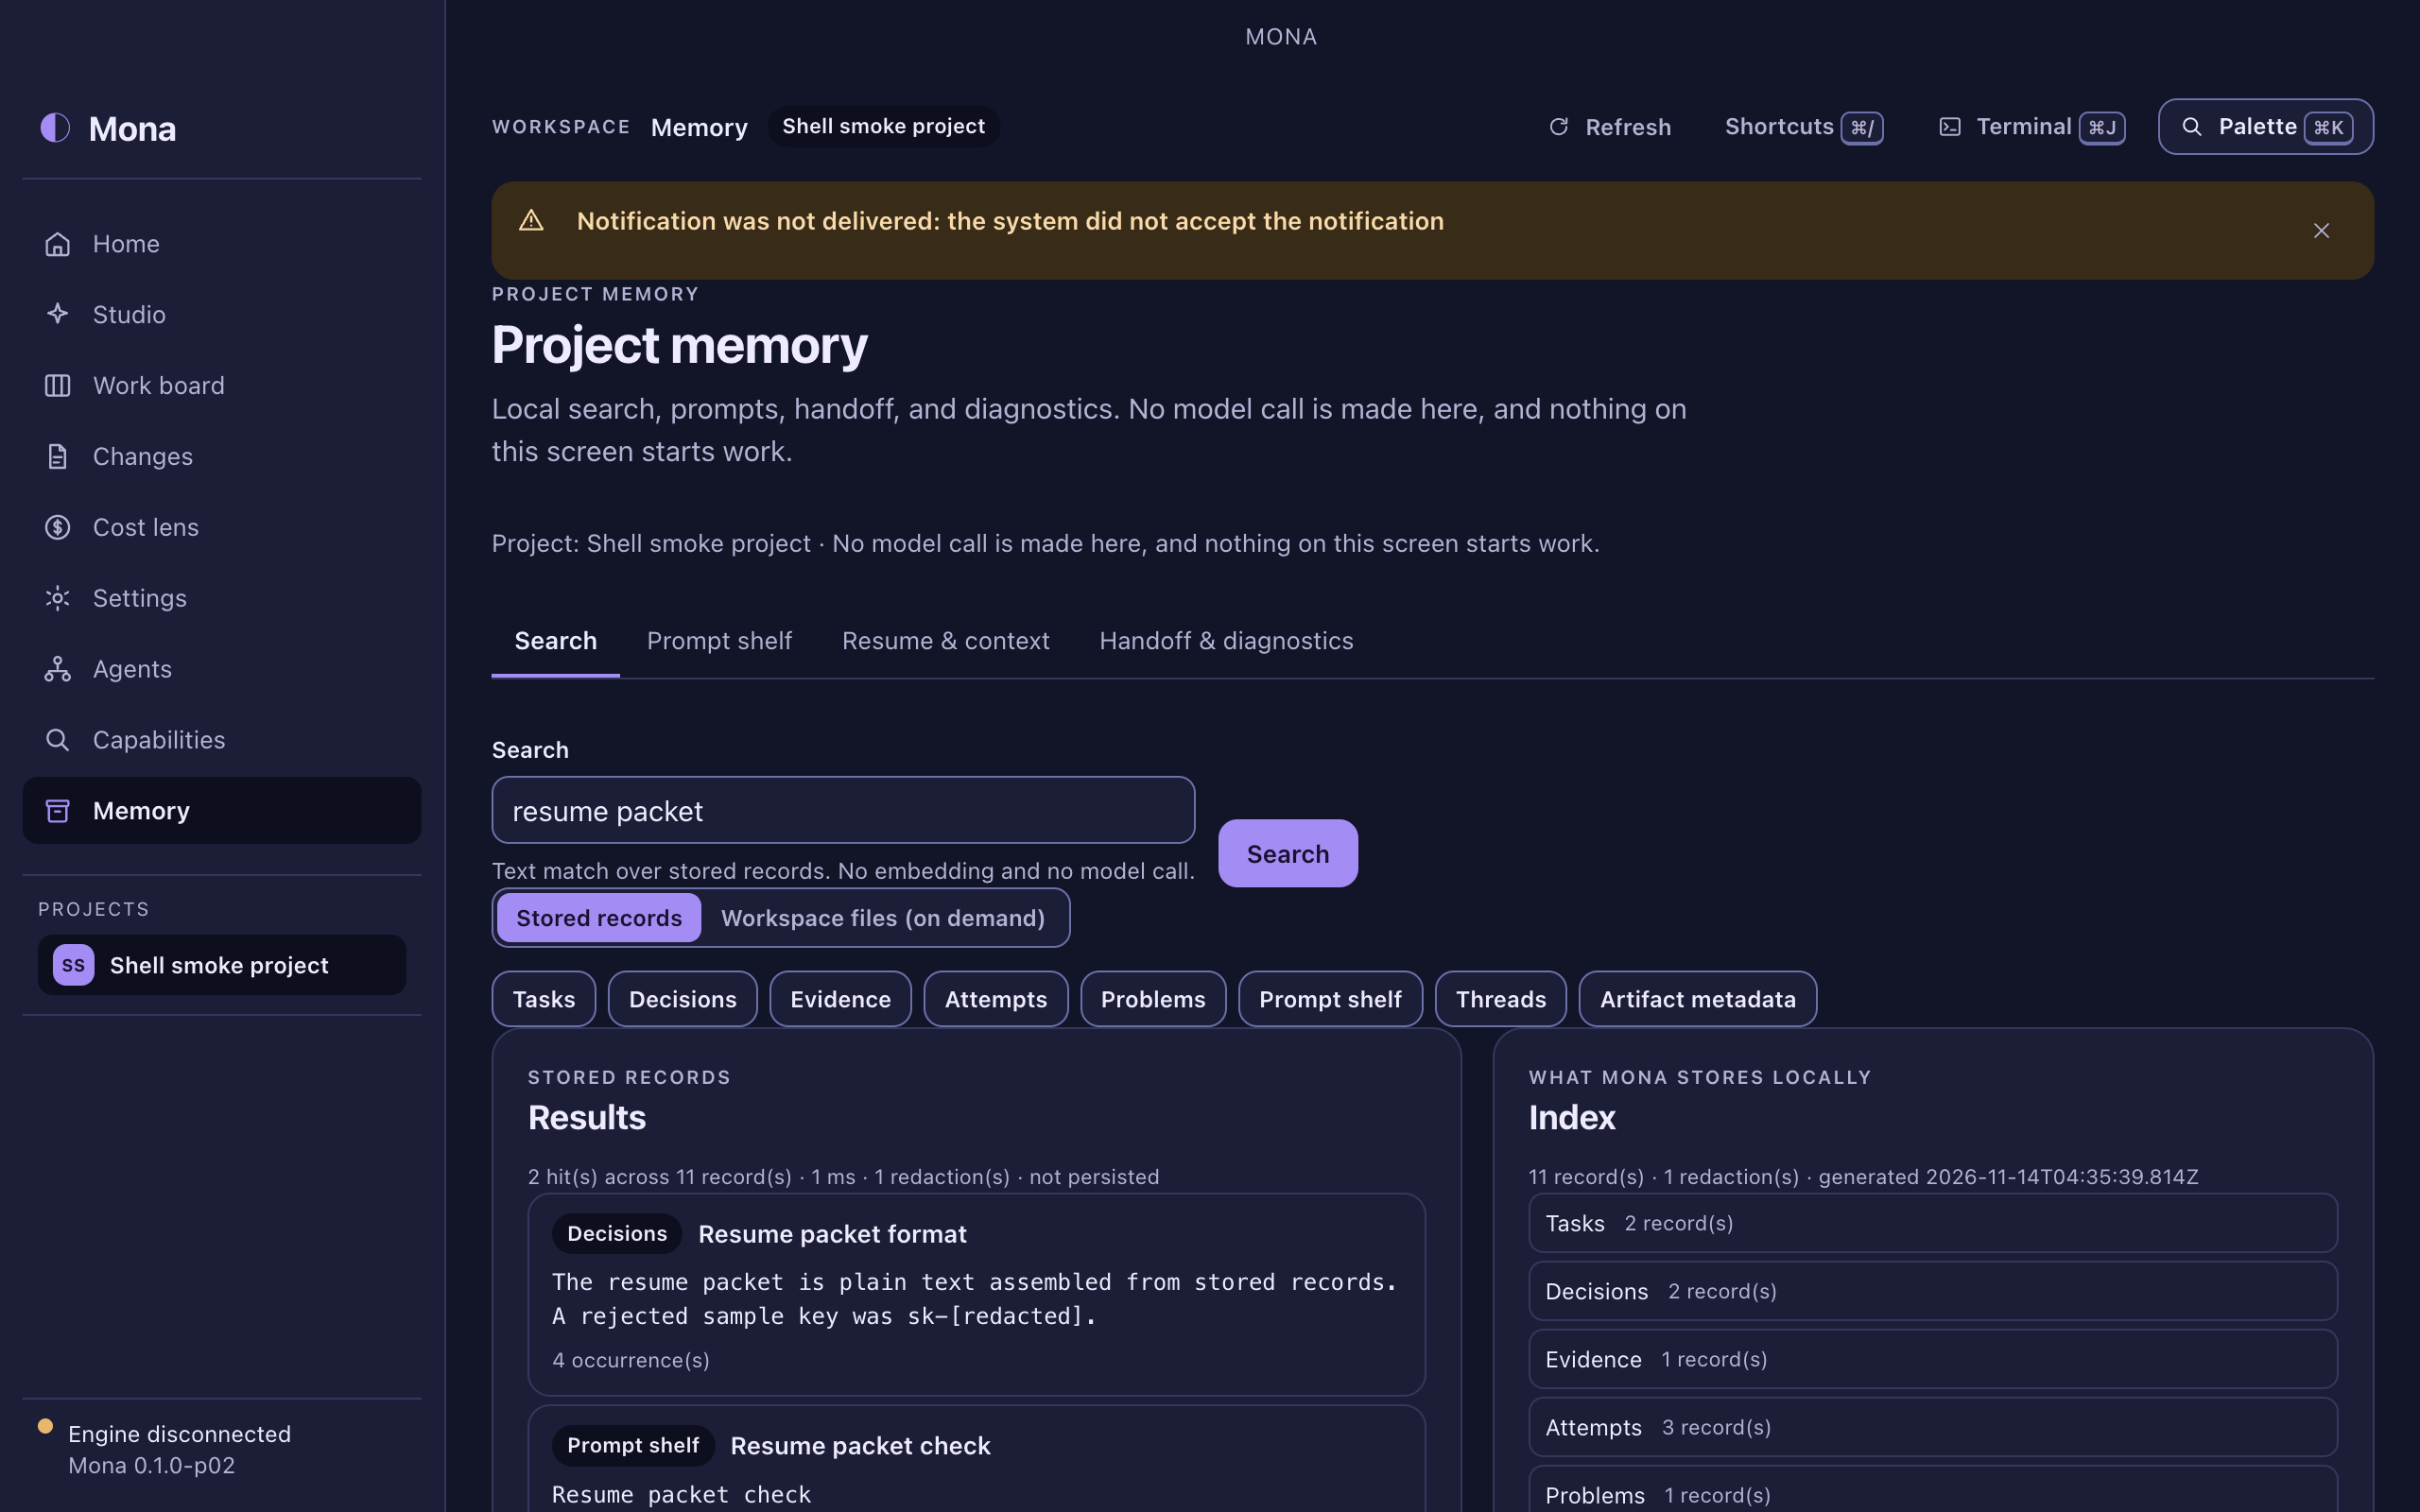 MONA
Mona
Home
Studio
Work board
Changes
Cost lens
Settings
Agents
Capabilities
Memory
PROJECTS
SS Shell smoke project
Engine disconnected
Mona 0.1.0-p02
WORKSPACE Memory Shell smoke project
Refresh Shortcuts ⌘/ Terminal ⌘J Palette ⌘K
Notification was not delivered: the system did not accept the notification
PROJECT MEMORY
Project memory
Local search, prompts, handoff, and diagnostics. No model call is made here, and nothing on
this screen starts work.
Project: Shell smoke project · No model call is made here, and nothing on this screen starts work.
Search Prompt shelf Resume & context Handoff & diagnostics
Search
resume packet
Search
Text match over stored records. No embedding and no model call.
Stored records Workspace files (on demand)
Tasks Decisions Evidence Attempts Problems Prompt shelf Threads Artifact metadata
STORED RECORDS
Results
2 hit(s) across 11 record(s) · 1 ms · 1 redaction(s) · not persisted
Decisions Resume packet format
The resume packet is plain text assembled from stored records.
A rejected sample key was sk-[redacted].
4 occurrence(s)
Prompt shelf Resume packet check
Resume packet check
WHAT MONA STORES LOCALLY
Index
11 record(s) · 1 redaction(s) · generated 2026-11-14T04:35:39.814Z
Tasks 2 record(s)
Decisions 2 record(s)
Evidence 1 record(s)
Attempts 3 record(s)
Problems 1 record(s)